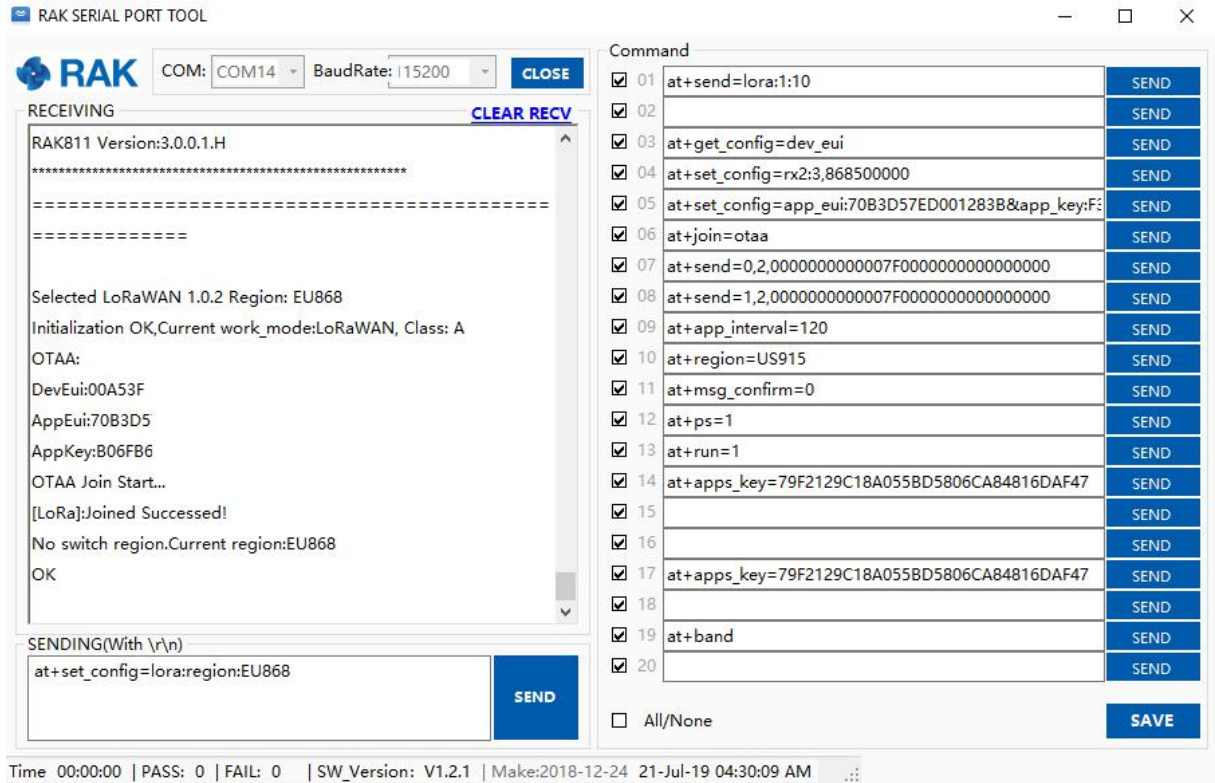 RAK SERIAL PORT TOOL
RAK
COM: COM14 BaudRate: 115200 CLOSE
RECEIVING CLEAR RECV
RAK811 Version:3.0.0.1.H
********************************************************
===========================================
=============
Selected LoRaWAN 1.0.2 Region: EU868
Initialization OK,Current work_mode:LoRaWAN, Class: A
OTAA:
DevEui:00A53F
AppEui:70B3D5
AppKey:B06FB6
OTAA Join Start...
[LoRa]:Joined Successed!
No switch region.Current region:EU868
OK
SENDING(With \r\n)
at+set_config=lora:region:EU868
SEND
Command
01 at+send=lora:1:10 SEND
02 SEND
03 at+get_config=dev_eui SEND
04 at+set_config=rx2:3,868500000 SEND
05 at+set_config=app_eui:70B3D57ED001283B&app_key:F3 SEND
06 at+join=otaa SEND
07 at+send=0,2,0000000000007F0000000000000000 SEND
08 at+send=1,2,0000000000007F0000000000000000 SEND
09 at+app_interval=120 SEND
10 at+region=US915 SEND
11 at+msg_confirm=0 SEND
12 at+ps=1 SEND
13 at+run=1 SEND
14 at+apps_key=79F2129C18A055BD5806CA84816DAF47 SEND
15 SEND
16 SEND
17 at+apps_key=79F2129C18A055BD5806CA84816DAF47 SEND
18 SEND
19 at+band SEND
20 SEND
All/None SAVE
Time 00:00:00 | PASS: 0 | FAIL: 0 | SW_Version: V1.2.1 | Make:2018-12-24 21-Jul-19 04:30:09 AM